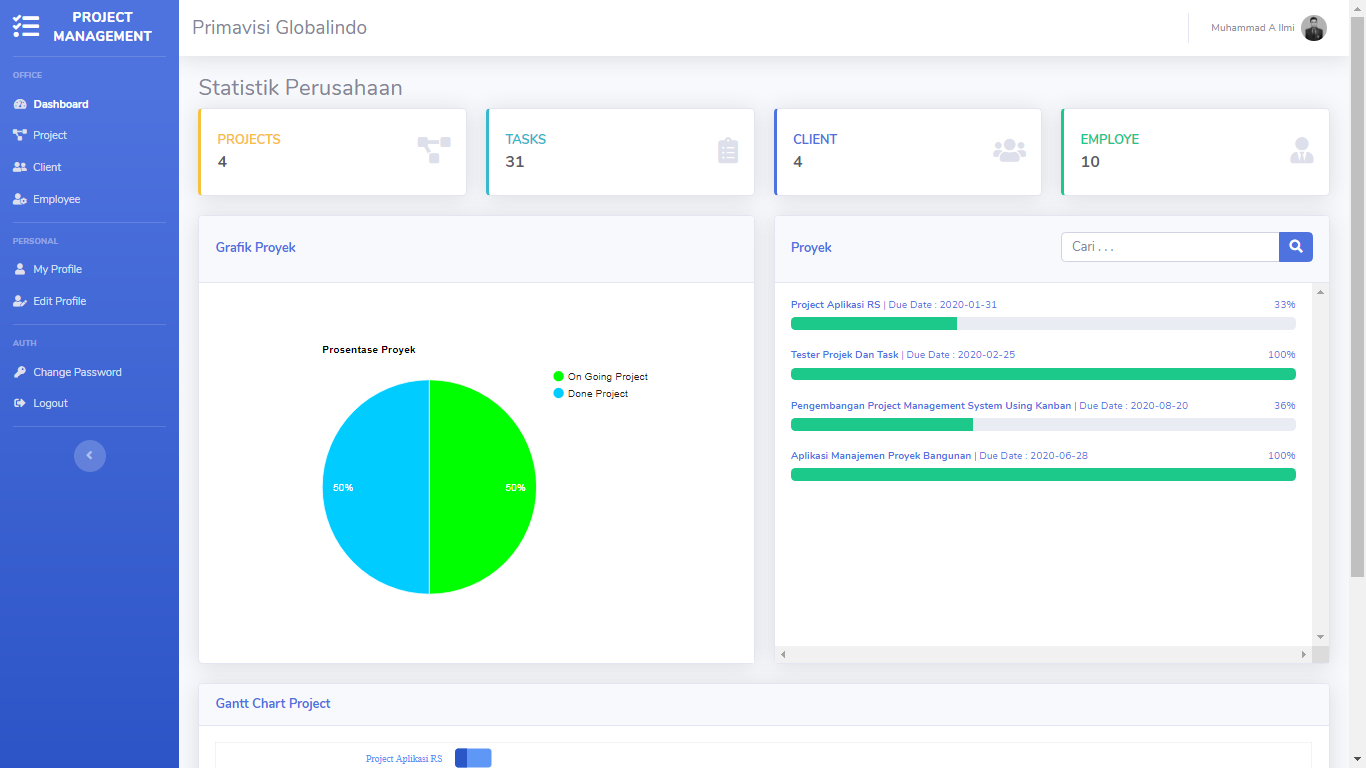 PROJECT
MANAGEMENT
OFFICE
Dashboard
Project
Client
Employee
PERSONAL
My Profile
Edit Profile
AUTH
Change Password
Logout
Primavisi Globalindo
Muhammad A Ilmi
Statistik Perusahaan
PROJECTS
4
TASKS
31
CLIENT
4
EMPLOYE
10
Grafik Proyek
Prosentase Proyek
On Going Project
Done Project
50%
50%
Proyek
Cari . . .
Project Aplikasi RS | Due Date : 2020-01-31 33%
Tester Projek Dan Task | Due Date : 2020-02-25 100%
Pengembangan Project Management System Using Kanban | Due Date : 2020-08-20 36%
Aplikasi Manajemen Proyek Bangunan | Due Date : 2020-06-28 100%
Gantt Chart Project
Project Aplikasi RS